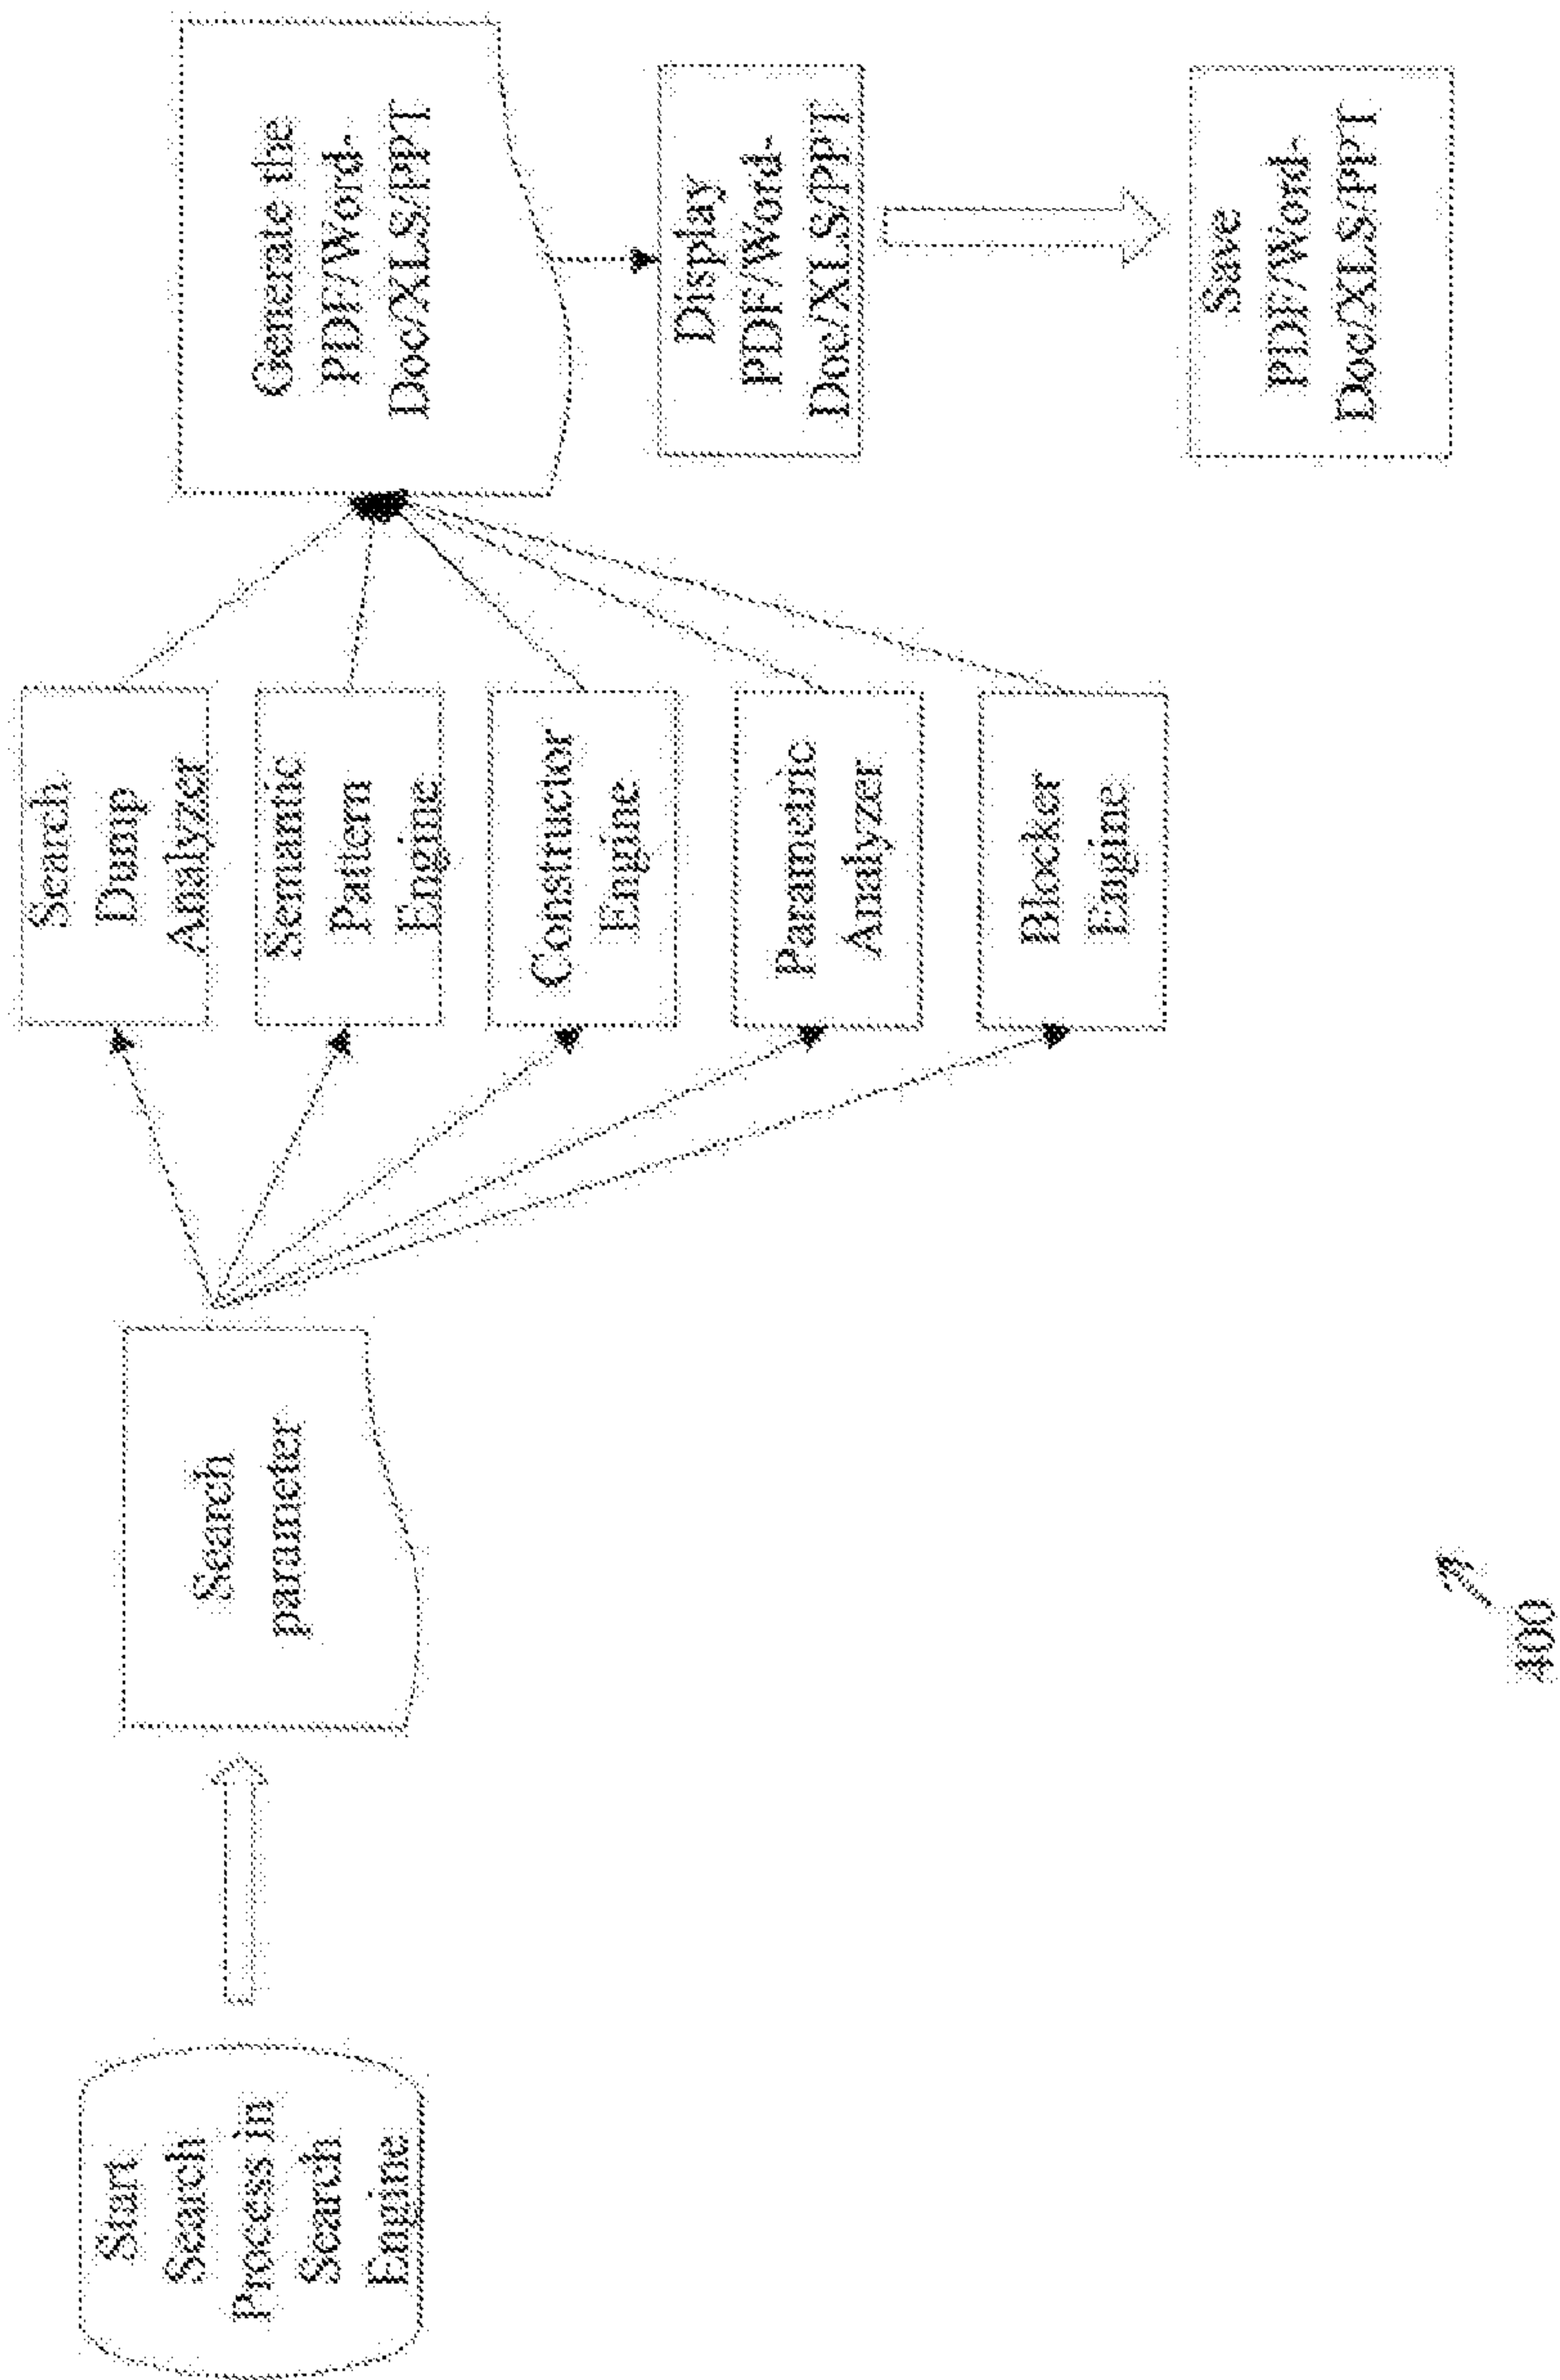 Start
Search
Process in
Search
Engine
Search
parameter
Search
Dump
Analyzer
Semantic
Pattern
Engine
Constructor
Engine
Parametric
Analyzer
Blocker
Engine
Generate the
PDF/Word-
Doc/XLS/PPT
Display
PDF/Word-
Doc/XLS/PPT
Save
PDF/Word-
Doc/XLS/PPT
400